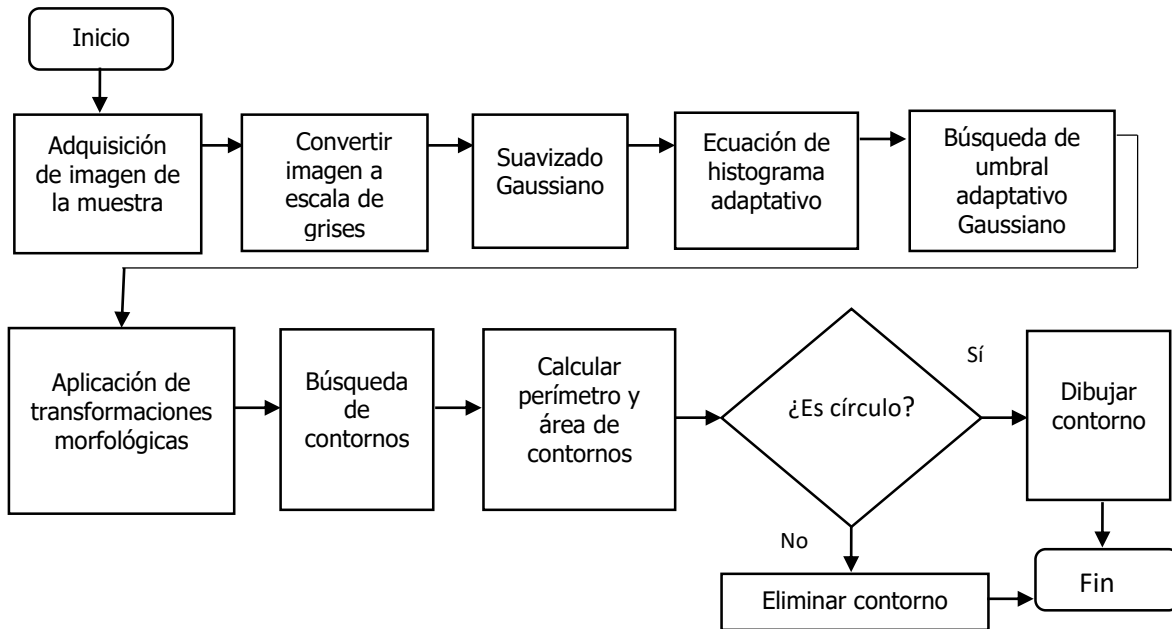 Inicio
Adquisición
de imagen de
la muestra
Convertir
imagen a
escala de
grises
Suavizado
Gaussiano
Ecuación de
histograma
adaptativo
Búsqueda de
umbral
adaptativo
Gaussiano
Aplicación de
transformaciones
morfológicas
Búsqueda
de
contornos
Calcular
perímetro y
área de
contornos
¿Es círculo?
Sí
Dibujar
contorno
No
Eliminar contorno
Fin